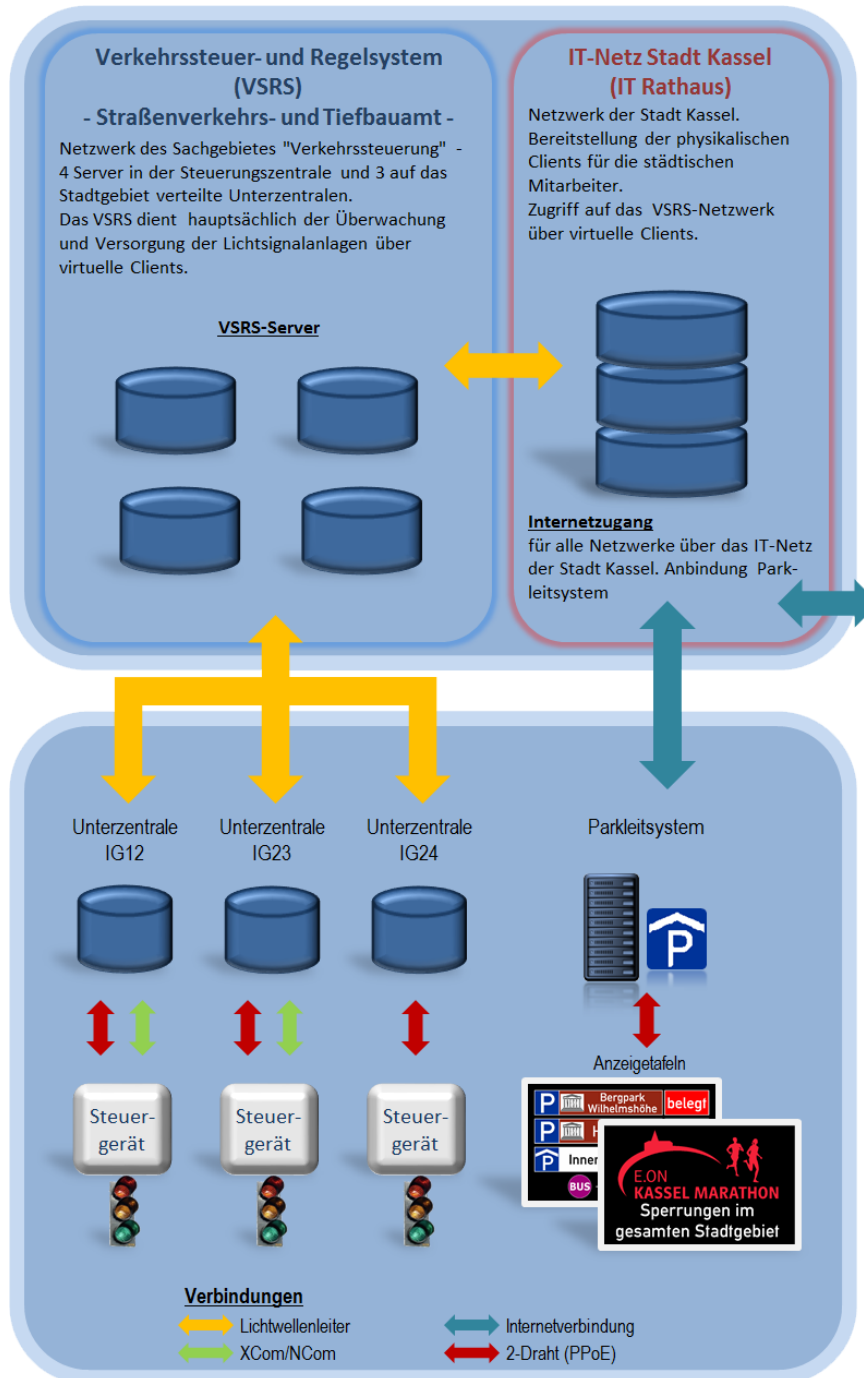 Verkehrssteuer- und Regelsystem
(VSRS)
- Straßenverkehrs- und Tiefbauamt -
Netzwerk des Sachgebietes "Verkehrssteuerung" -
4 Server in der Steuerungszentrale und 3 auf das
Stadtgebiet verteilte Unterzentralen.
Das VSRS dient hauptsächlich der Überwachung
und Versorgung der Lichtsignalanlagen über
virtuelle Clients.
VSRS-Server
IT-Netz Stadt Kassel
(IT Rathaus)
Netzwerk der Stadt Kassel.
Bereitstellung der physikalischen
Clients für die städtischen
Mitarbeiter.
Zugriff auf das VSRS-Netzwerk
über virtuelle Clients.
Internetzugang
für alle Netzwerke über das IT-Netz
der Stadt Kassel. Anbindung Park-
leitsystem
Unterzentrale
IG12
Unterzentrale
IG23
Unterzentrale
IG24
Parkleitsystem
P
Steuer-
gerät
Steuer-
gerät
Steuer-
gerät
Anzeigetafeln
P Bergpark
Wilhelmshöhe belegt
P H
P Inner
BUS
E.ON
KASSEL MARATHON
Sperrungen im
gesamten Stadtgebiet
Verbindungen
Lichtwellenleiter
Internetverbindung
XCom/NCom
2-Draht (PPoE)